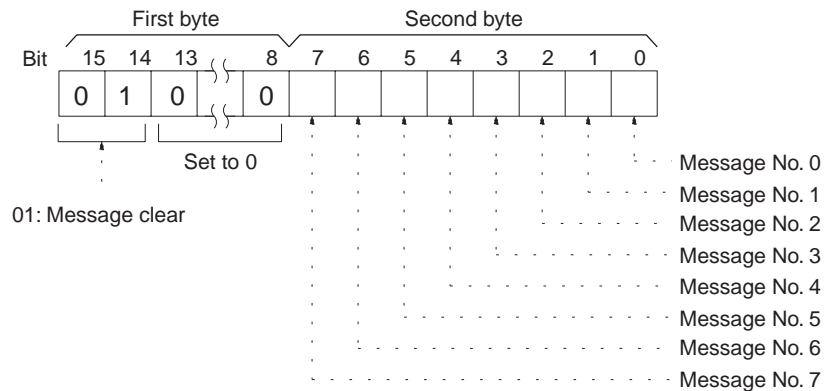 First byte Second byte
Bit 15 14 13 8 7 6 5 4 3 2 1 0
0 1 0 0
Set to 0
01: Message clear
Message No. 0
Message No. 1
Message No. 2
Message No. 3
Message No. 4
Message No. 5
Message No. 6
Message No. 7